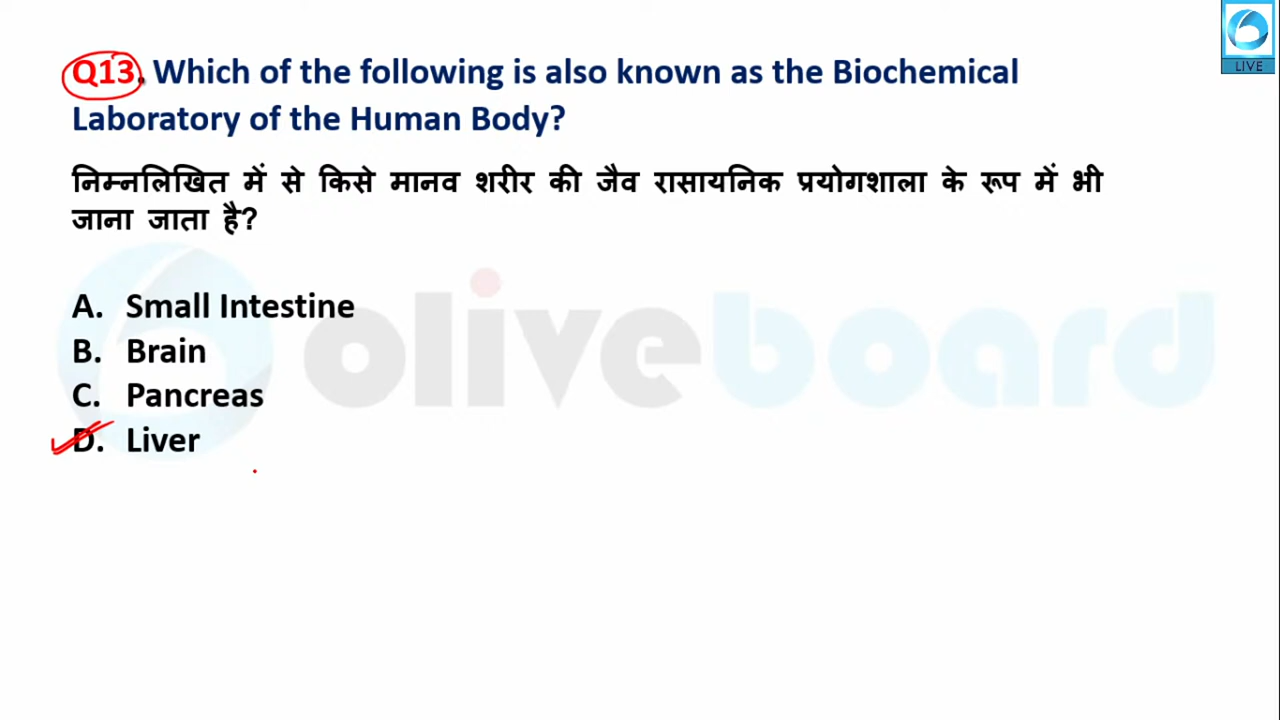 LIVE
Q13. Which of the following is also known as the Biochemical
Laboratory of the Human Body?
निम्नलिखित में से किसे मानव शरीर की जैव रासायनिक प्रयोगशाला के रूप में भी
जाना जाता है?
oliveboard
A. Small Intestine
B. Brain
C. Pancreas
D. Liver